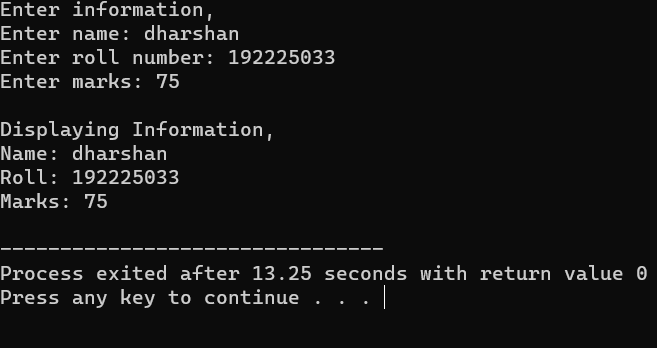 Enter information,
Enter name: dharshan
Enter roll number: 192225033
Enter marks: 75
Displaying Information,
Name: dharshan
Roll: 192225033
Marks: 75
--------------------------------
Process exited after 13.25 seconds with return value 0
Press any key to continue . . .